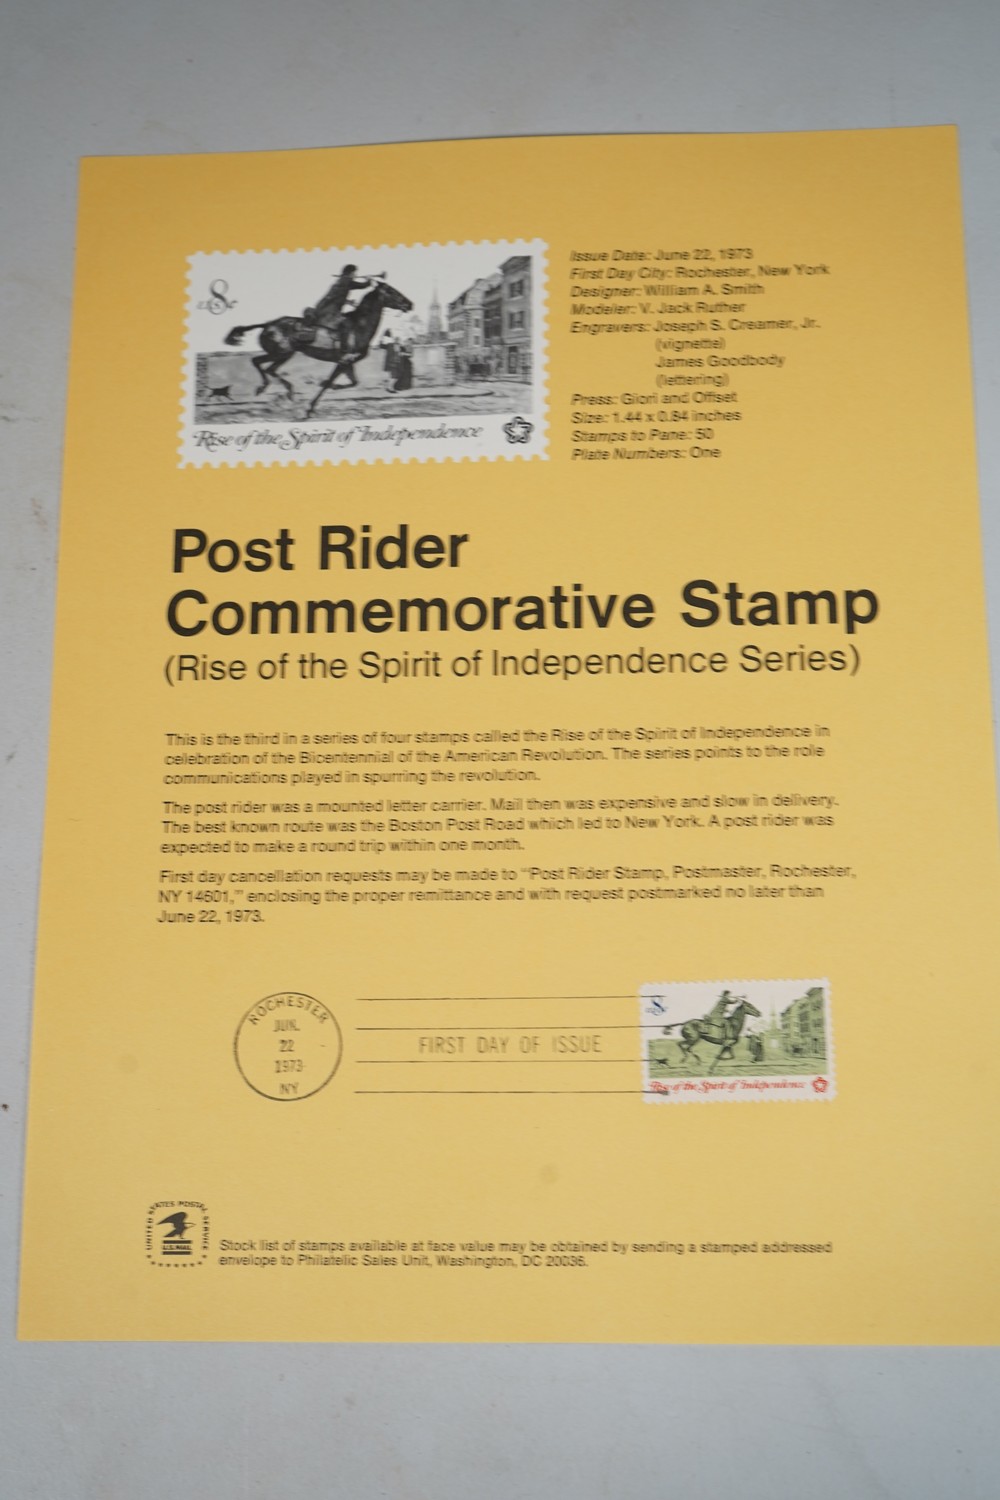 8c
Rise of the Spirit of Independence
Issue Date: June 22, 1973
First Day City: Rochester, New York
Designer: William A. Smith
Modeler: V. Jack Ruther
Engravers: Joseph S. Creamer, Jr.
(vignette)
James Goodbody
(lettering)
Press: Giori and Offset
Size: 1.44 x 0.84 inches
Stamps to Pane: 50
Plate Numbers: One
Post Rider
Commemorative Stamp
(Rise of the Spirit of Independence Series)
This is the third in a series of four stamps called the Rise of the Spirit of Independence in
celebration of the Bicentennial of the American Revolution. The series points to the role
communications played in spurring the revolution.
The post rider was a mounted letter carrier. Mail then was expensive and slow in delivery.
The best known route was the Boston Post Road which led to New York. A post rider was
expected to make a round trip within one month.
First day cancellation requests may be made to "Post Rider Stamp, Postmaster, Rochester,
NY 14601," enclosing the proper remittance and with request postmarked no later than
June 22, 1973.
ROCHESTER
JUN.
22
1973
NY
FIRST DAY OF ISSUE
8
Rise of the Spirit of Independence
UNITED STATES POSTAL SERVICE
U.S.MAIL
Stock list of stamps available at face value may be obtained by sending a stamped addressed
envelope to Philatelic Sales Unit, Washington, DC 20036.